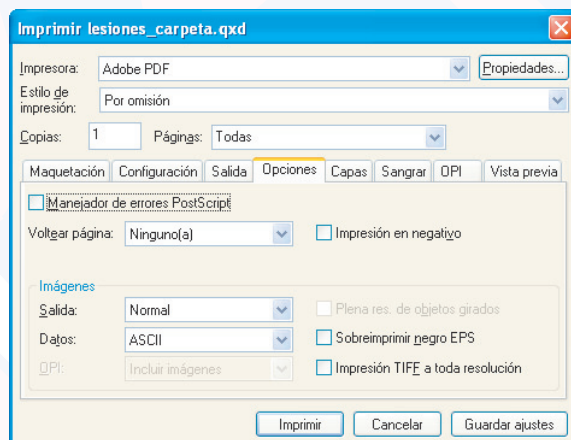 Imprimir lesiones_carpeta.qxd
Impresora: Adobe PDF Propiedades...
Estilo de impresión: Por omisión
Copias: 1 Páginas: Todas
Maquetación Configuración Salida Opciones Capas Sangrar OPI Vista previa
Manejador de errores PostScript
Voltear página: Ninguno(a) Impresión en negativo
Imágenes
Salida: Normal Plena res. de objetos girados
Datos: ASCII Sobreimprimir negro EPS
OPI: Incluir imágenes Impresión TIFF a toda resolución
Imprimir Cancelar Guardar ajustes